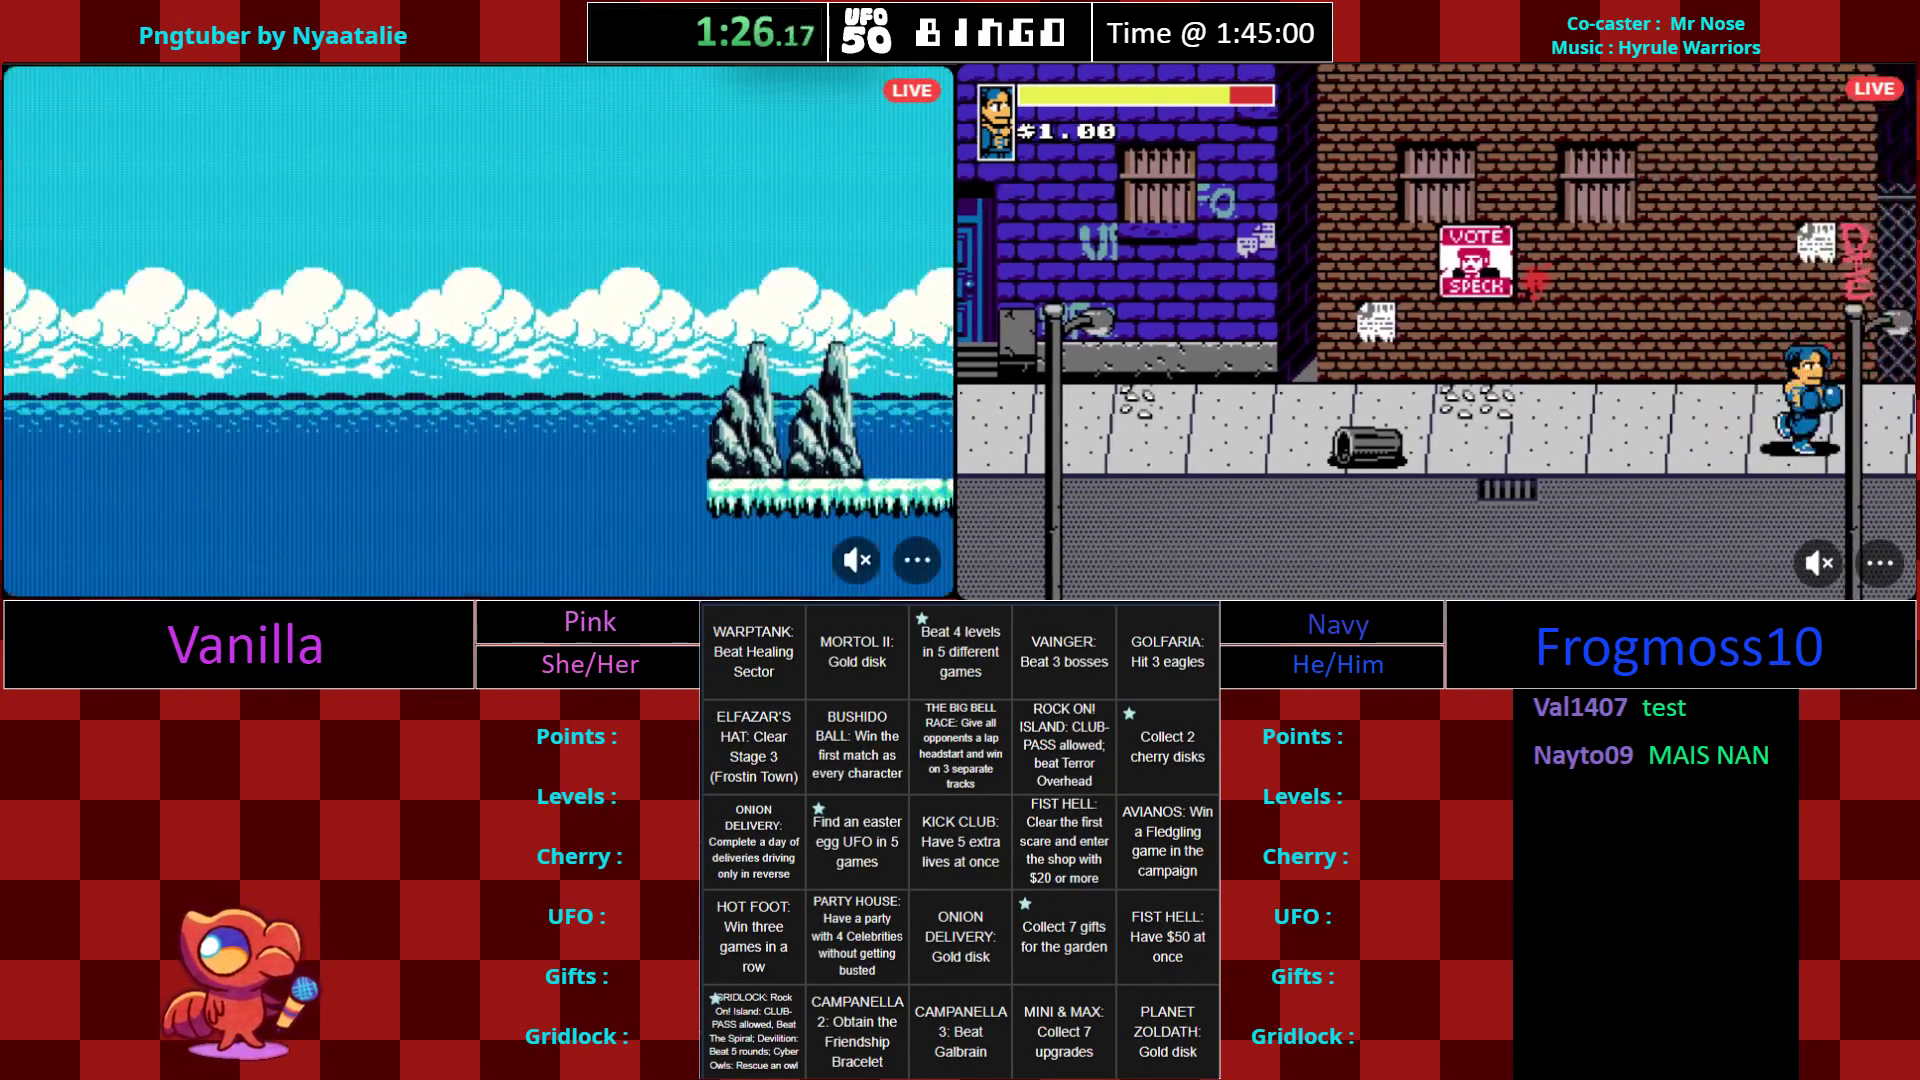 Pngtuber by Nyaatalie
1:26.17
UFO
50
BINGO
Time @ 1:45:00
Co-caster : Mr Nose
Music : Hyrule Warriors
LIVE
LIVE
$1.00
VOTE
SPECK
Vanilla
Pink
She/Her
Navy
He/Him
Frogmoss10
WARPTANK:
Beat Healing
Sector
MORTOL II:
Gold disk
Beat 4 levels
in 5 different
games
VAINGER:
Beat 3 bosses
GOLFARIA:
Hit 3 eagles
ELFAZAR'S
HAT: Clear
Stage 3
(Frostin Town)
BUSHIDO
BALL: Win the
first match as
every character
THE BIG BELL
RACE: Give all
opponents a lap
headstart and win
on 3 separate
tracks
ROCK ON!
ISLAND: CLUB-
PASS allowed;
beat Terror
Overhead
Collect 2
cherry disks
ONION
DELIVERY:
Complete a day of
deliveries driving
only in reverse
Find an easter
egg UFO in 5
games
KICK CLUB:
Have 5 extra
lives at once
FIST HELL:
Clear the first
scare and enter
the shop with
$20 or more
AVIANOS: Win
a Fledgling
game in the
campaign
HOT FOOT:
Win three
games in a
row
PARTY HOUSE:
Have a party
with 4 Celebrities
without getting
busted
ONION
DELIVERY:
Gold disk
Collect 7 gifts
for the garden
FIST HELL:
Have $50 at
once
GRIDLOCK: Rock
On! Island: CLUB-
PASS allowed, Beat
The Spiral; Devilition:
Beat 5 rounds; Cyber
Owls: Rescue an owl
CAMPANELLA
2: Obtain the
Friendship
Bracelet
CAMPANELLA
3: Beat
Galbrain
MINI & MAX:
Collect 7
upgrades
PLANET
ZOLDATH:
Gold disk
Points :
Levels :
Cherry :
UFO :
Gifts :
Gridlock :
Points :
Levels :
Cherry :
UFO :
Gifts :
Gridlock :
Val1407 test
Nayto09 MAIS NAN